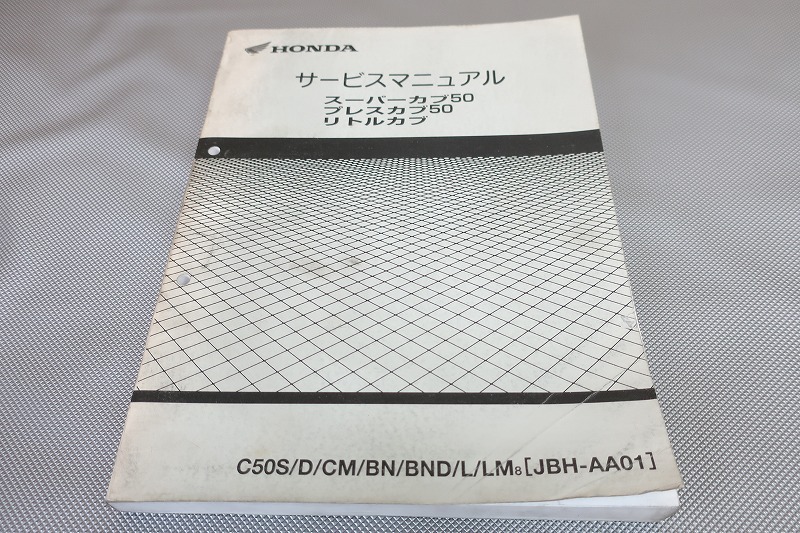 HONDA
サービスマニュアル
スーパーカブ50
プレスカブ50
リトルカブ
C50S/D/CM/BN/BND/L/LM8[JBH-AA01]